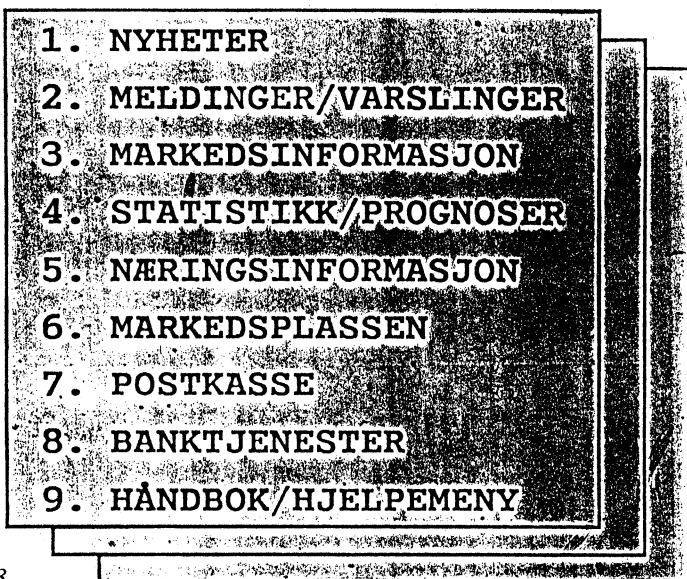 1. NYHETER
2. MELDINGER/VARSLINGER
3. MARKEDSINFORMASJON
4. STATISTIKK/PROGNOSER
5. NÆRINGSINFORMASJON
6. MARKEDSPLASSEN
7. POSTKASSE
8. BANKTJENESTER
9. HÅNDBOK/HJELPEMENY